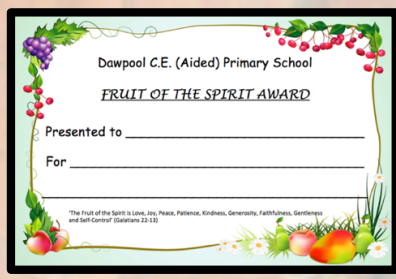 Dawpool C.E. (Aided) Primary School
FRUIT OF THE SPIRIT AWARD
Presented to
For
'The Fruit of the Spirit is Love, Joy, Peace, Patience, Kindness, Generosity, Faithfulness, Gentleness
and Self-Control' (Galatians 22-13)